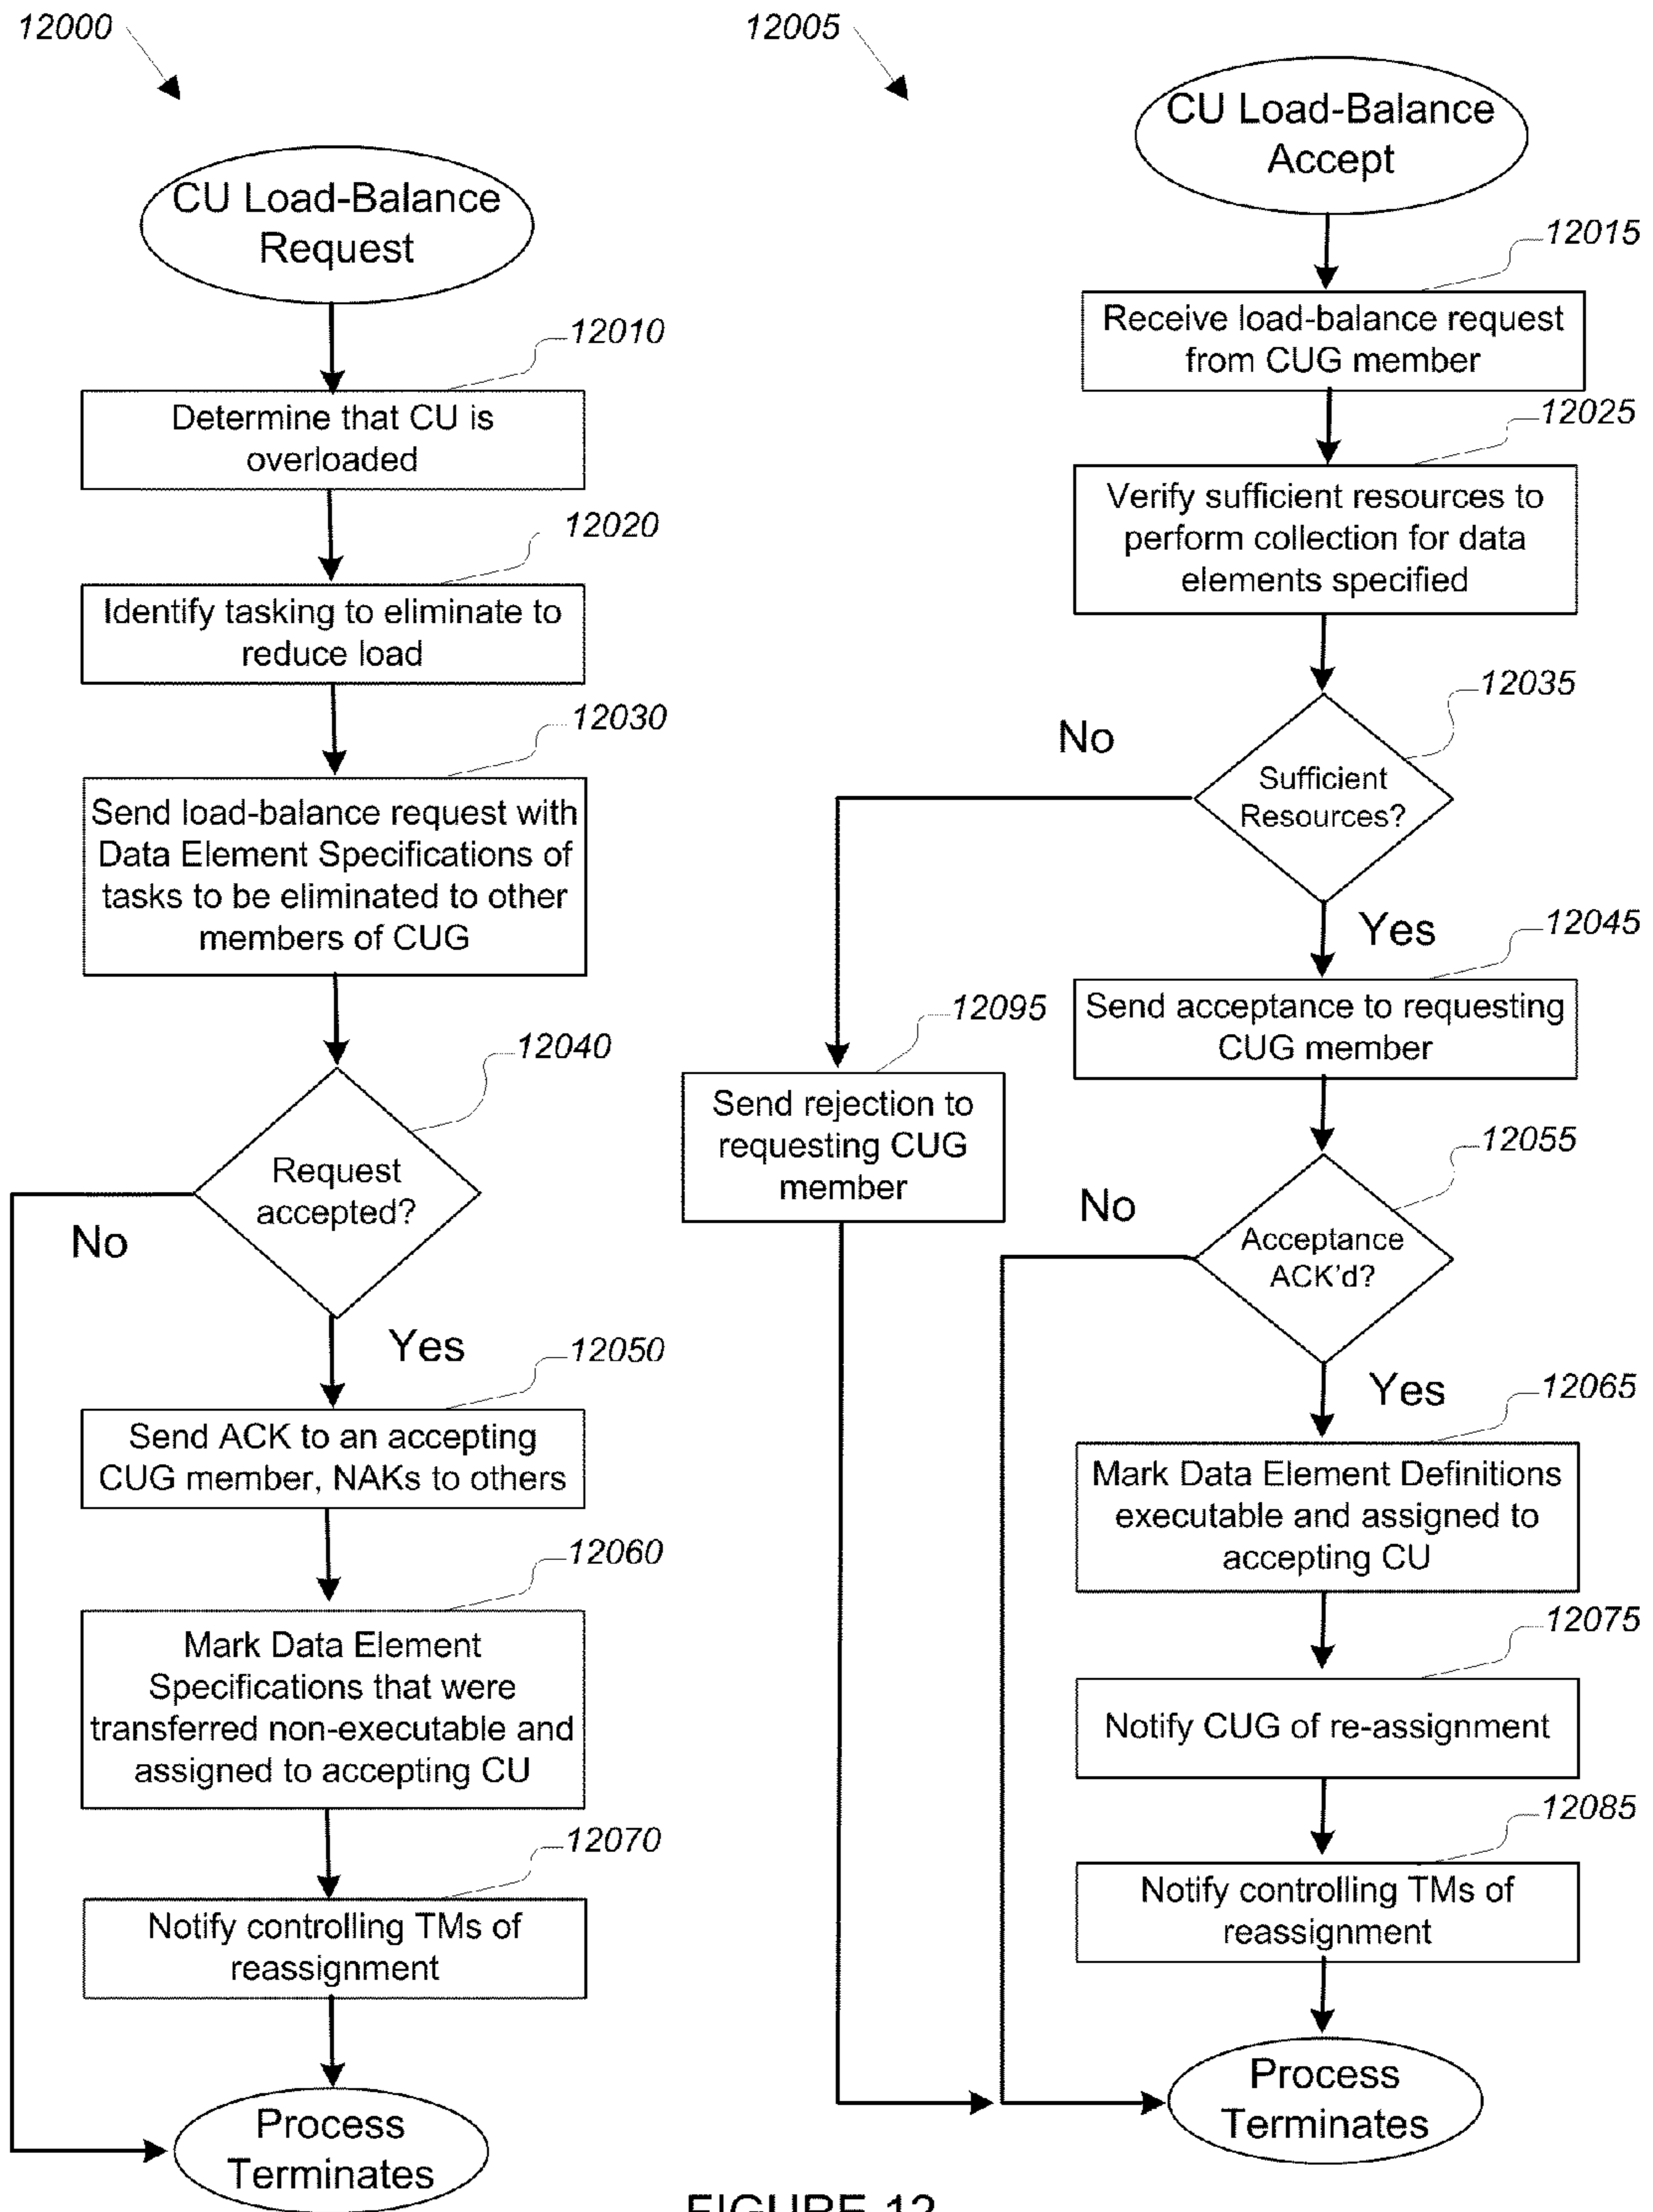 12000
CU Load-Balance
Request
12010
Determine that CU is
overloaded
12020
Identify tasking to eliminate to
reduce load
12030
Send load-balance request with
Data Element Specifications of
tasks to be eliminated to other
members of CUG
12040
Request
accepted?
No
Yes
12050
Send ACK to an accepting
CUG member, NAKs to others
12060
Mark Data Element
Specifications that were
transferred non-executable and
assigned to accepting CU
12070
Notify controlling TMs of
reassignment
Process
Terminates
12005
CU Load-Balance
Accept
12015
Receive load-balance request
from CUG member
12025
Verify sufficient resources to
perform collection for data
elements specified
12035
No
Sufficient
Resources?
Yes
12045
Send acceptance to requesting
CUG member
12095
Send rejection to
requesting CUG
member
12055
No
Acceptance
ACK'd?
Yes
12065
Mark Data Element Definitions
executable and assigned to
accepting CU
12075
Notify CUG of re-assignment
12085
Notify controlling TMs of
reassignment
Process
Terminates
FIGURE 12